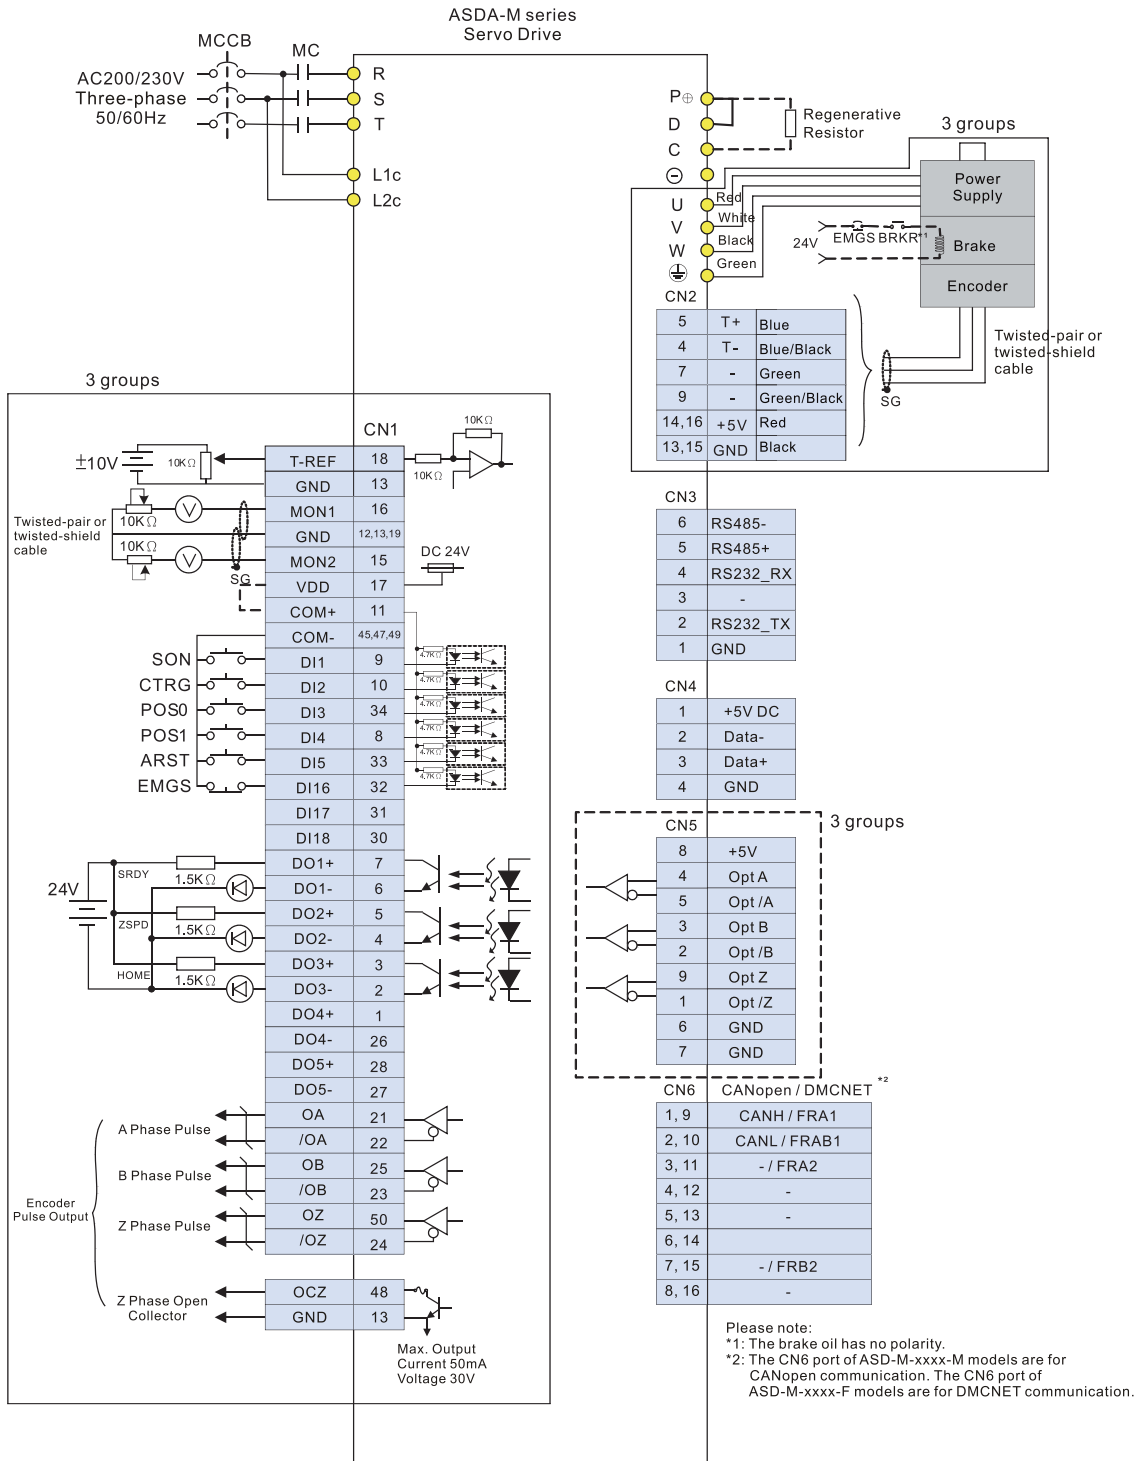 ASDA-M series
Servo Drive
MCCB
MC
AC200/230V
Three-phase
50/60Hz
R
S
T
L1c
L2c
P⊕
D
C
⊖
U
V
W
Regenerative
Resistor
3 groups
Red
White
Black
Green
Power
Supply
24V
EMGS BRKR*1
Brake
Encoder
CN2
5 T+ Blue
4 T- Blue/Black
7 - Green
9 - Green/Black
14,16 +5V Red
13,15 GND Black
SG
Twisted-pair or
twisted-shield
cable
3 groups
CN1
10KΩ
10KΩ
±10V
10KΩ
T-REF 18
GND 13
MON1 16
GND 12,13,19
MON2 15
VDD 17
COM+ 11
COM- 45,47,49
10KΩ
Twisted-pair or
twisted-shield
cable
10KΩ
SG
DC 24V
SON DI1 9 4.7KΩ
CTRG DI2 10 4.7KΩ
POS0 DI3 34 4.7KΩ
POS1 DI4 8 4.7KΩ
ARST DI5 33 4.7KΩ
EMGS DI16 32 4.7KΩ
DI17 31
DI18 30
24V
SRDY DO1+ 7
1.5KΩ DO1- 6
ZSPD DO2+ 5
1.5KΩ DO2- 4
HOME DO3+ 3
1.5KΩ DO3- 2
DO4+ 1
DO4- 26
DO5+ 28
DO5- 27
Encoder
Pulse Output
A Phase Pulse
OA 21
/OA 22
B Phase Pulse
OB 25
/OB 23
Z Phase Pulse
OZ 50
/OZ 24
Z Phase Open
Collector
OCZ 48
GND 13
Max. Output
Current 50mA
Voltage 30V
CN3
6 RS485-
5 RS485+
4 RS232_RX
3 -
2 RS232_TX
1 GND
CN4
1 +5V DC
2 Data-
3 Data+
4 GND
CN5
3 groups
8 +5V
4 Opt A
5 Opt /A
3 Opt B
2 Opt /B
9 Opt Z
1 Opt /Z
6 GND
7 GND
CN6 CANopen / DMCNET *2
1, 9 CANH / FRA1
2, 10 CANL / FRAB1
3, 11 - / FRA2
4, 12 -
5, 13 -
6, 14
7, 15 - / FRB2
8, 16 -
Please note:
*1: The brake oil has no polarity.
*2: The CN6 port of ASD-M-xxxx-M models are for
CANopen communication. The CN6 port of
ASD-M-xxxx-F models are for DMCNET communication.